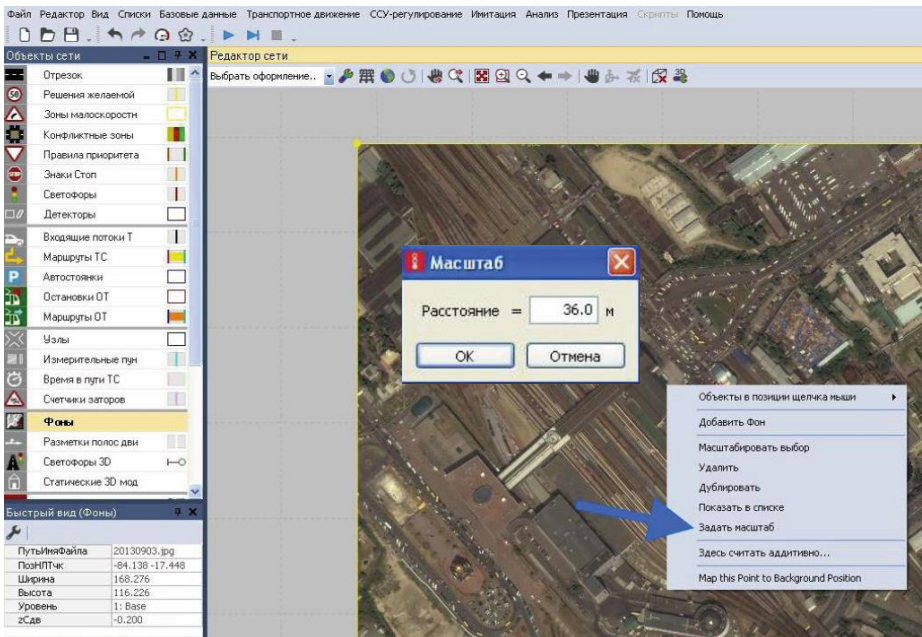 Файл Редактор Вид Списки Базовые данные Транспортное движение ССУ-регулирование Имитация Анализ Презентация Скрипты Помощь
Объекты сети
Редактор сети
Выбрать оформление..
Отрезок
50 Решения желаемой
Зоны малоскоростн
Конфликтные зоны
Правила приоритета
STOP Знаки Стоп
Светофоры
Детекторы
Входящие потоки Т
Маршруты ТС
P Автостоянки
Остановки ОТ
Маршруты ОТ
Узлы
Измерительные пун
Время в пути ТС
Счетчики заторов
Фоны
Разметки полос дви
Светофоры 3D
Статические 3D мод
Быстрый вид (Фоны)
ПутьИмяФайла 20130903.jpg
ПозНЛТчк -84.138 -17.448
Ширина 168.276
Высота 116.226
Уровень 1: Base
zСдв -0.200
Масштаб
Расстояние = 36.0 м
OK Отмена
Объекты в позиции щелчка мыши
Добавить Фон
Масштабировать выбор
Удалить
Дублировать
Показать в списке
Задать масштаб
Здесь считать аддитивно...
Map this Point to Background Position